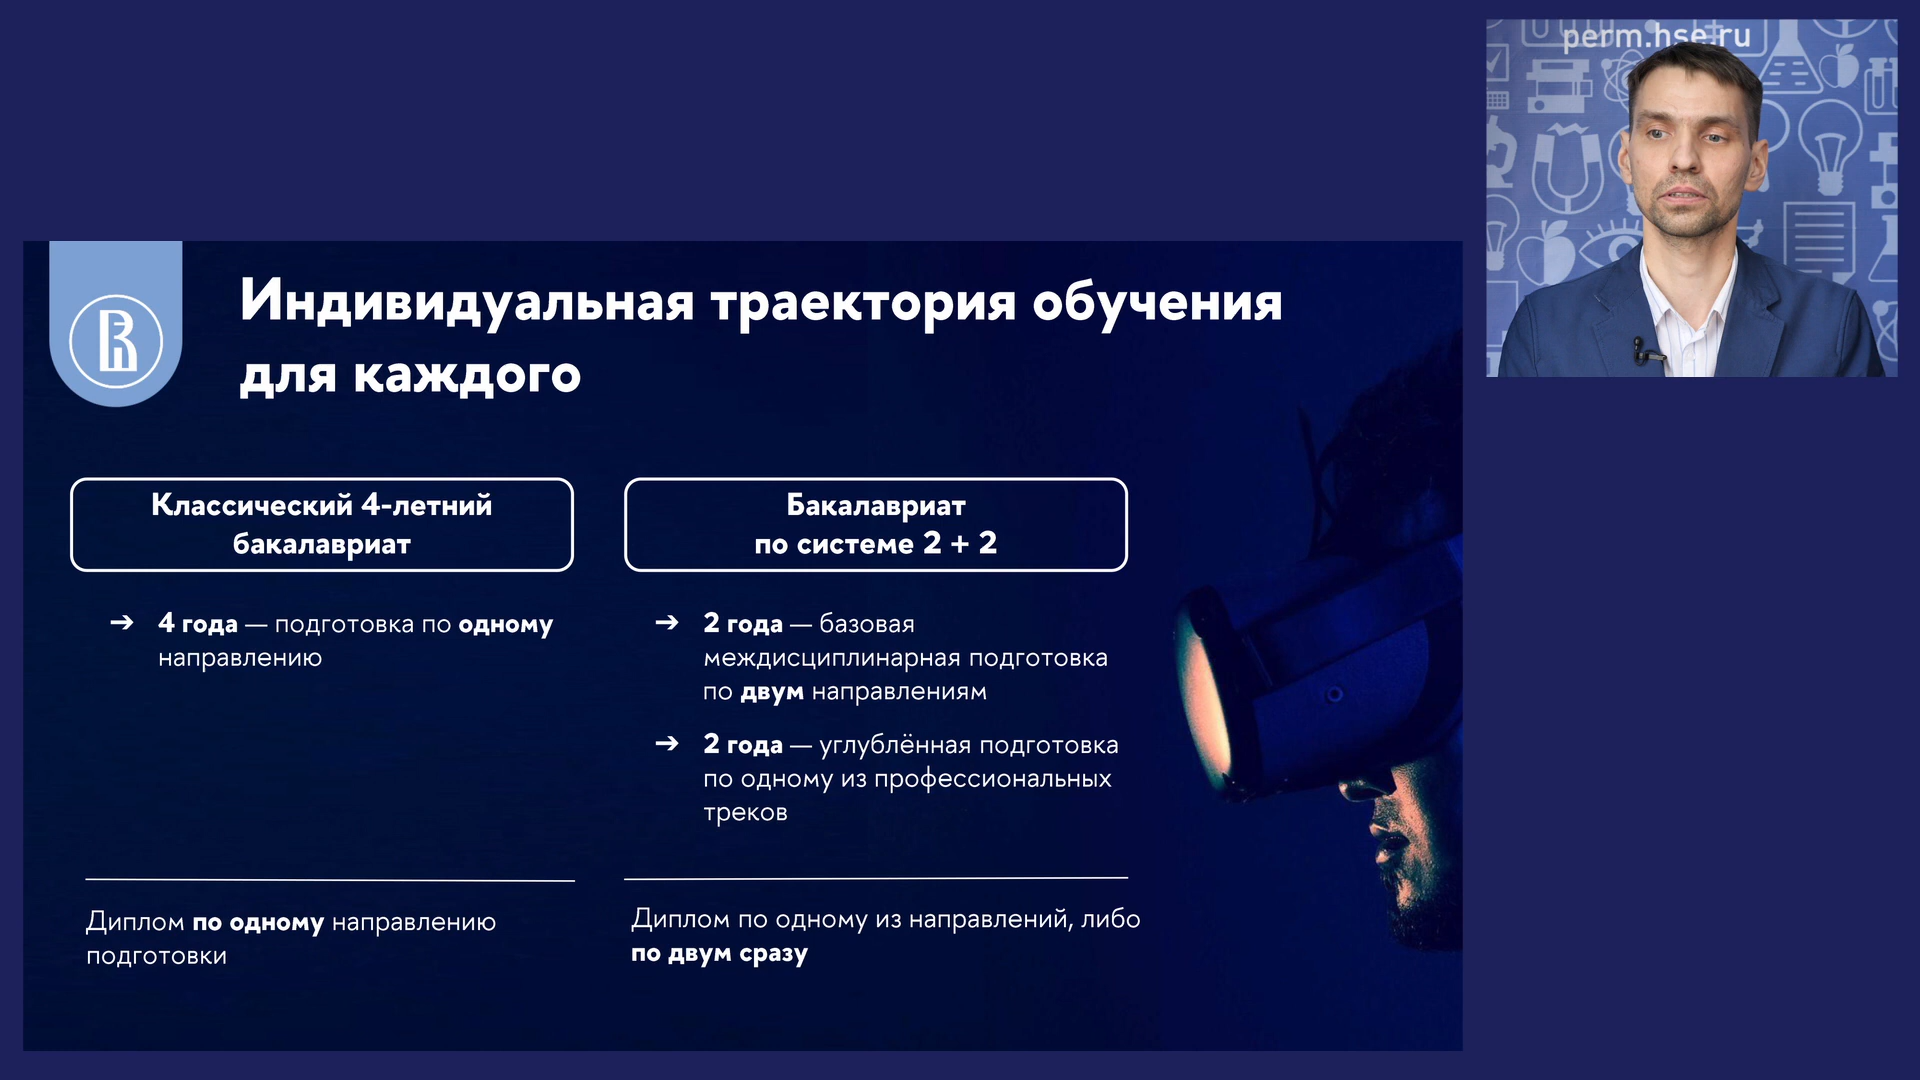 perm.hse.ru
Индивидуальная траектория обучения
для каждого
Классический 4-летний
бакалавриат
4 года — подготовка по одному
направлению
Диплом по одному направлению
подготовки
Бакалавриат
по системе 2 + 2
2 года — базовая
междисциплинарная подготовка
по двум направлениям
2 года — углублённая подготовка
по одному из профессиональных
треков
Диплом по одному из направлений, либо
по двум сразу